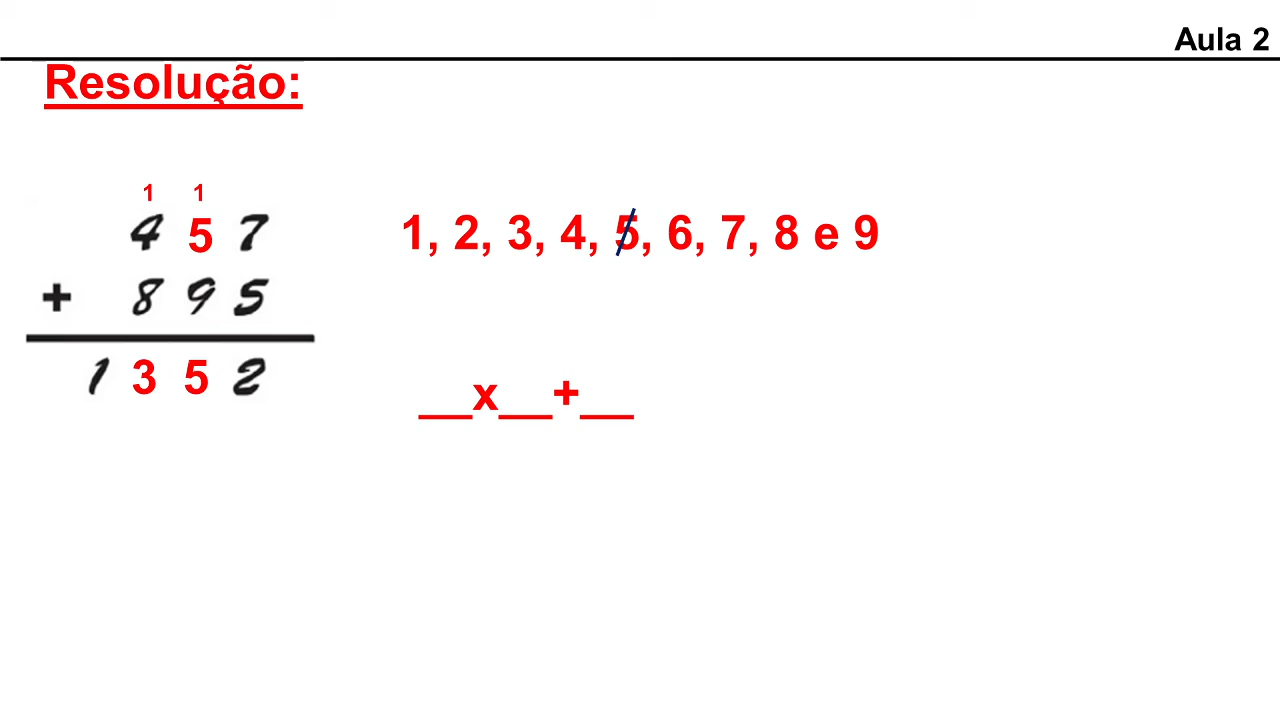 Aula 2
Resolução:
1 1
4 5 7
+ 8 9 5
1 3 5 2
1, 2, 3, 4, 5, 6, 7, 8 e 9
__x__+__